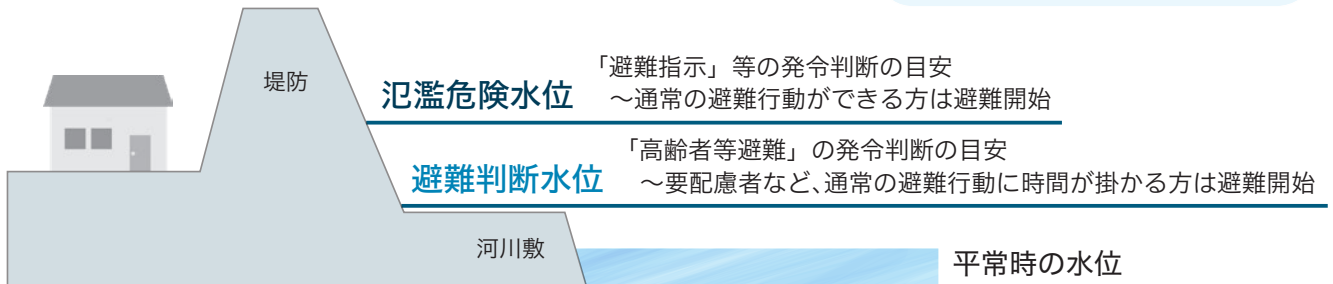 堤防
「避難指示」等の発令判断の目安
氾濫危険水位
～通常の避難行動ができる方は避難開始
「高齢者等避難」の発令判断の目安
避難判断水位
～要配慮者など、通常の避難行動に時間が掛かる方は避難開始
河川敷
平常時の水位